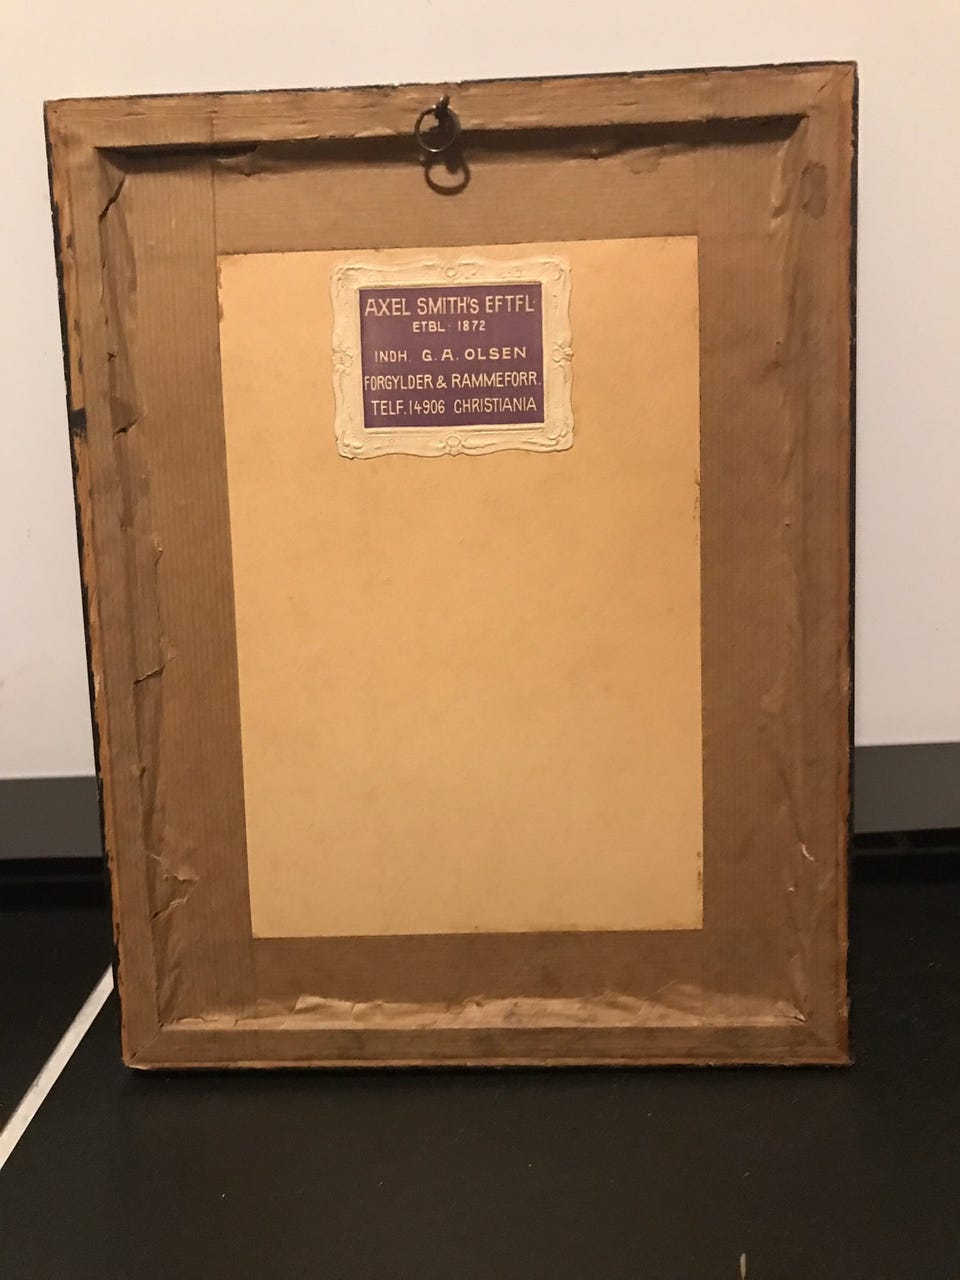 AXEL SMITH'S EFTFL·
ETBL· 1872
INDH. G. A. OLSEN
FORGYLDER & RAMMEFORR.
TELF. 14906 CHRISTIANIA